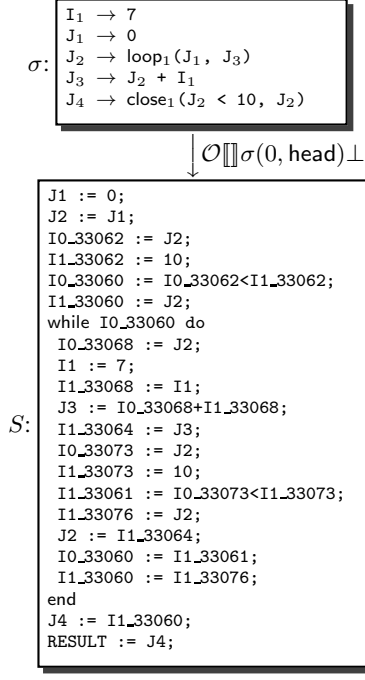 σ:
I₁ → 7
J₁ → 0
J₂ → loop₁(J₁, J₃)
J₃ → J₂ + I₁
J₄ → close₁(J₂ < 10, J₂)
𝒪⟦⟧σ(0, head)⊥
S:
J1 := 0;
J2 := J1;
I0_33062 := J2;
I1_33062 := 10;
I0_33060 := I0_33062<I1_33062;
I1_33060 := J2;
while I0_33060 do
I0_33068 := J2;
I1 := 7;
I1_33068 := I1;
J3 := I0_33068+I1_33068;
I1_33064 := J3;
I0_33073 := J2;
I1_33073 := 10;
I1_33061 := I0_33073<I1_33073;
I1_33076 := J2;
J2 := I1_33064;
I0_33060 := I1_33061;
I1_33060 := I1_33076;
end
J4 := I1_33060;
RESULT := J4;